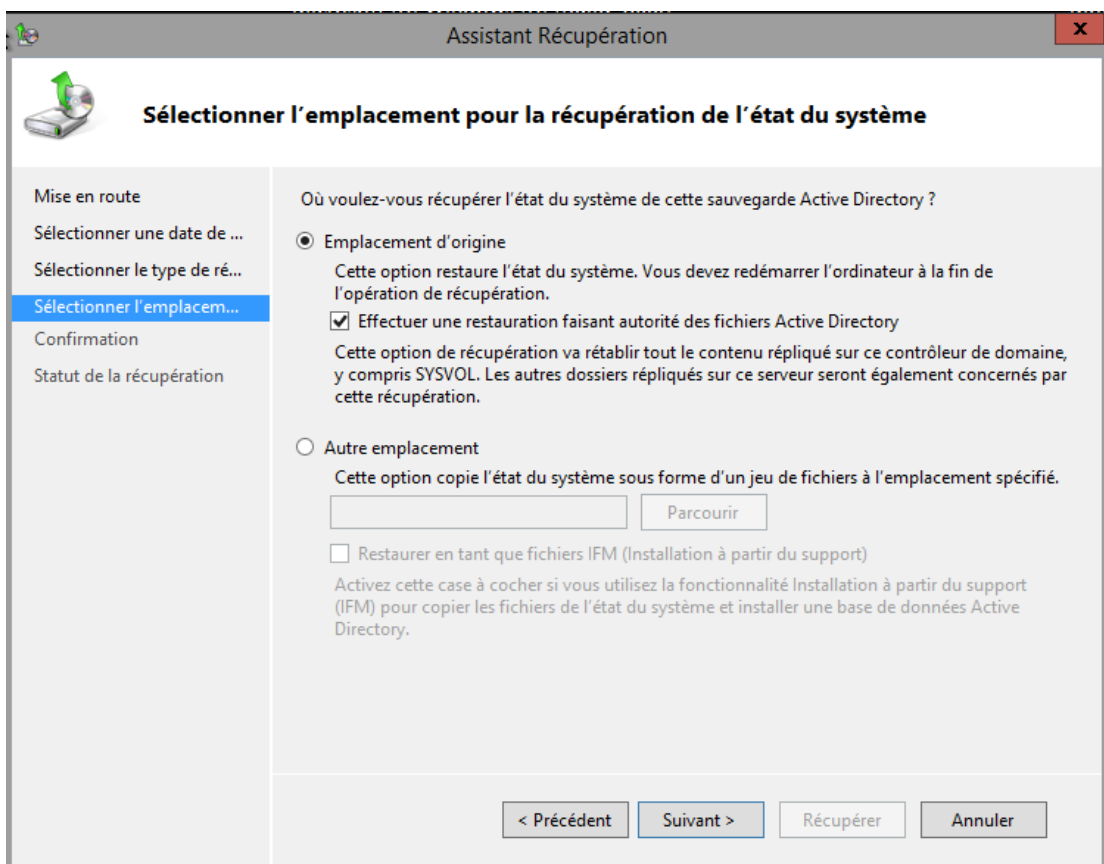 Assistant Récupération
x
Sélectionner l'emplacement pour la récupération de l'état du système
Mise en route
Sélectionner une date de ...
Sélectionner le type de ré...
Sélectionner l'emplacem...
Confirmation
Statut de la récupération
Où voulez-vous récupérer l'état du système de cette sauvegarde Active Directory ?
Emplacement d'origine
Cette option restaure l'état du système. Vous devez redémarrer l'ordinateur à la fin de
l'opération de récupération.
Effectuer une restauration faisant autorité des fichiers Active Directory
Cette option de récupération va rétablir tout le contenu répliqué sur ce contrôleur de domaine,
y compris SYSVOL. Les autres dossiers répliqués sur ce serveur seront également concernés par
cette récupération.
Autre emplacement
Cette option copie l'état du système sous forme d'un jeu de fichiers à l'emplacement spécifié.
Parcourir
Restaurer en tant que fichiers IFM (Installation à partir du support)
Activez cette case à cocher si vous utilisez la fonctionnalité Installation à partir du support
(IFM) pour copier les fichiers de l'état du système et installer une base de données Active
Directory.
< Précédent
Suivant >
Récupérer
Annuler